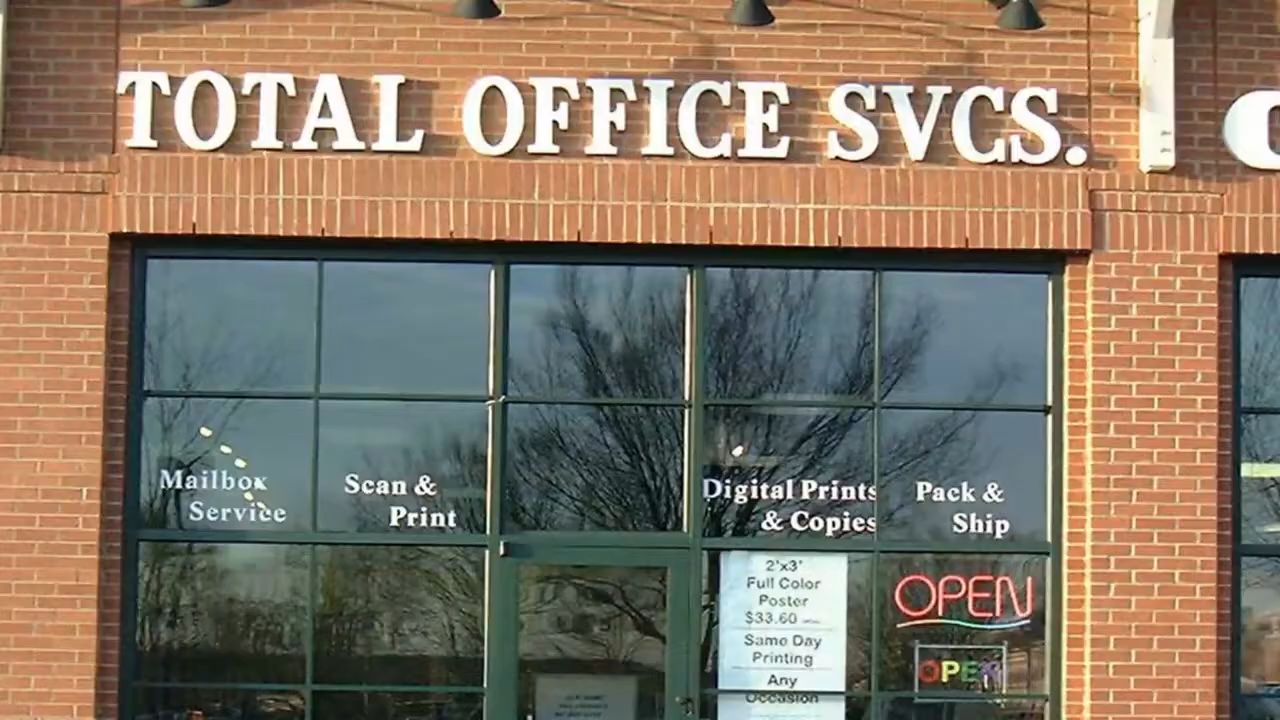 TOTAL OFFICE SVCS.
Mailbox
Service
Scan &
Print
Digital Prints
& Copies
Pack &
Ship
2'x3'
Full Color
Poster
$33.60
Same Day
Printing
Any
Occasion
OPEN
OPEN